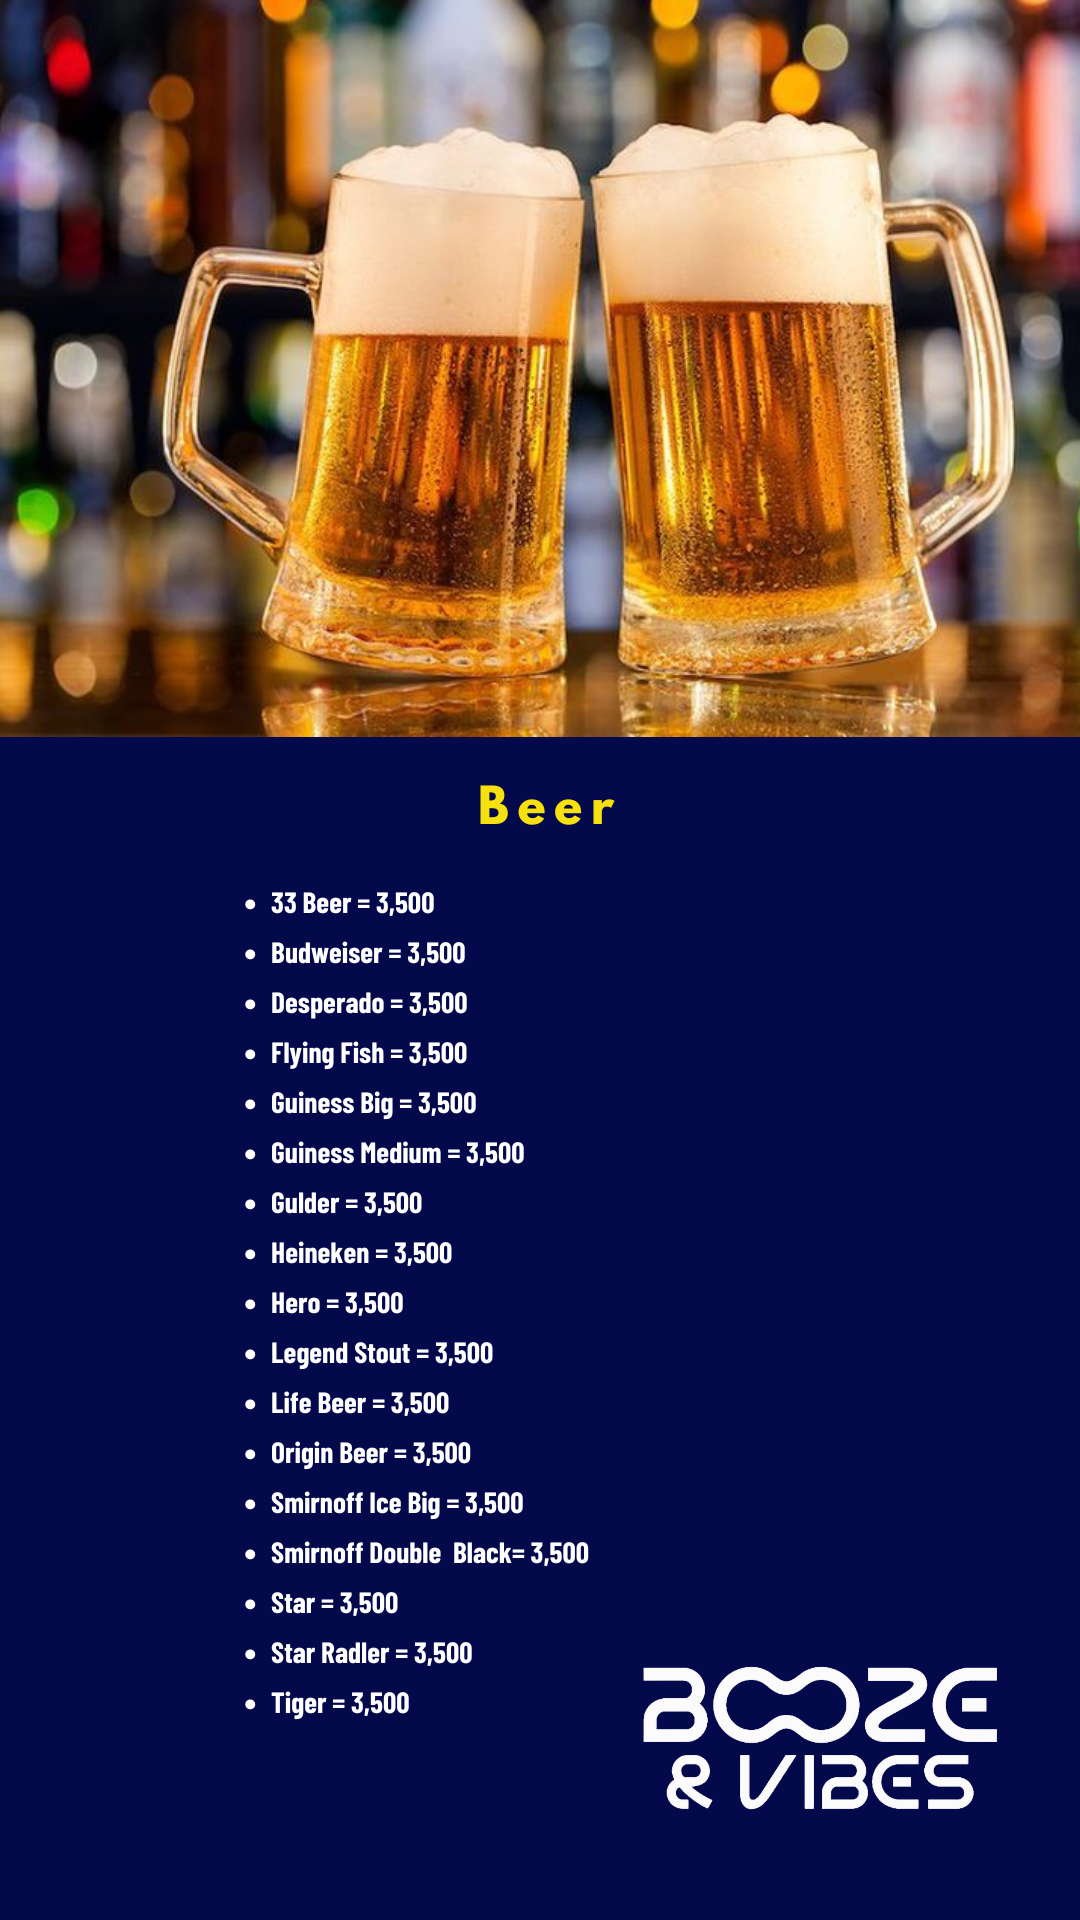 Beer
• 33 Beer = 3,500
• Budweiser = 3,500
• Desperado = 3,500
• Flying Fish = 3,500
• Guiness Big = 3,500
• Guiness Medium = 3,500
• Gulder = 3,500
• Heineken = 3,500
• Hero = 3,500
• Legend Stout = 3,500
• Life Beer = 3,500
• Origin Beer = 3,500
• Smirnoff Ice Big = 3,500
• Smirnoff Double  Black= 3,500
• Star = 3,500
• Star Radler = 3,500
• Tiger = 3,500
BOOZE
& VIBES